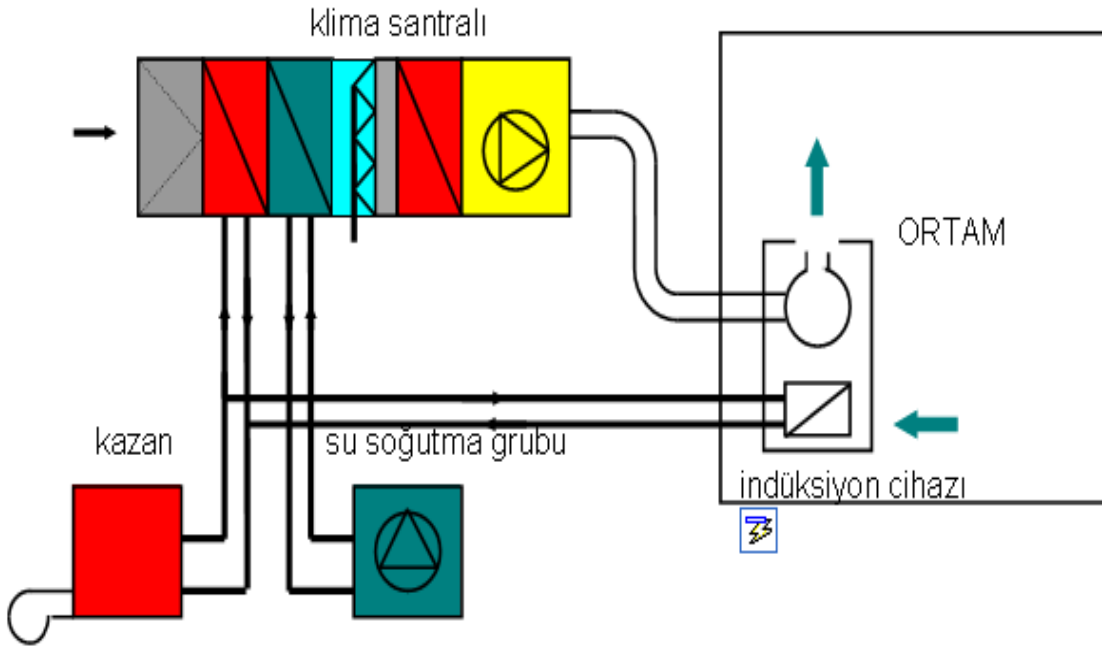 klima santralı
ORTAM
kazan
su soğutma grubu
indüksiyon cihazı